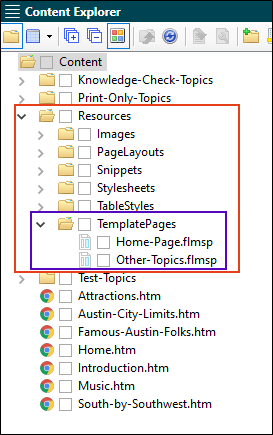 Content Explorer
Content
Knowledge-Check-Topics
Print-Only-Topics
Resources
Images
PageLayouts
Snippets
Stylesheets
TableStyles
TemplatePages
Home-Page.flmsp
Other-Topics.flmsp
Test-Topics
Attractions.htm
Austin-City-Limits.htm
Famous-Austin-Folks.htm
Home.htm
Introduction.htm
Music.htm
South-by-Southwest.htm